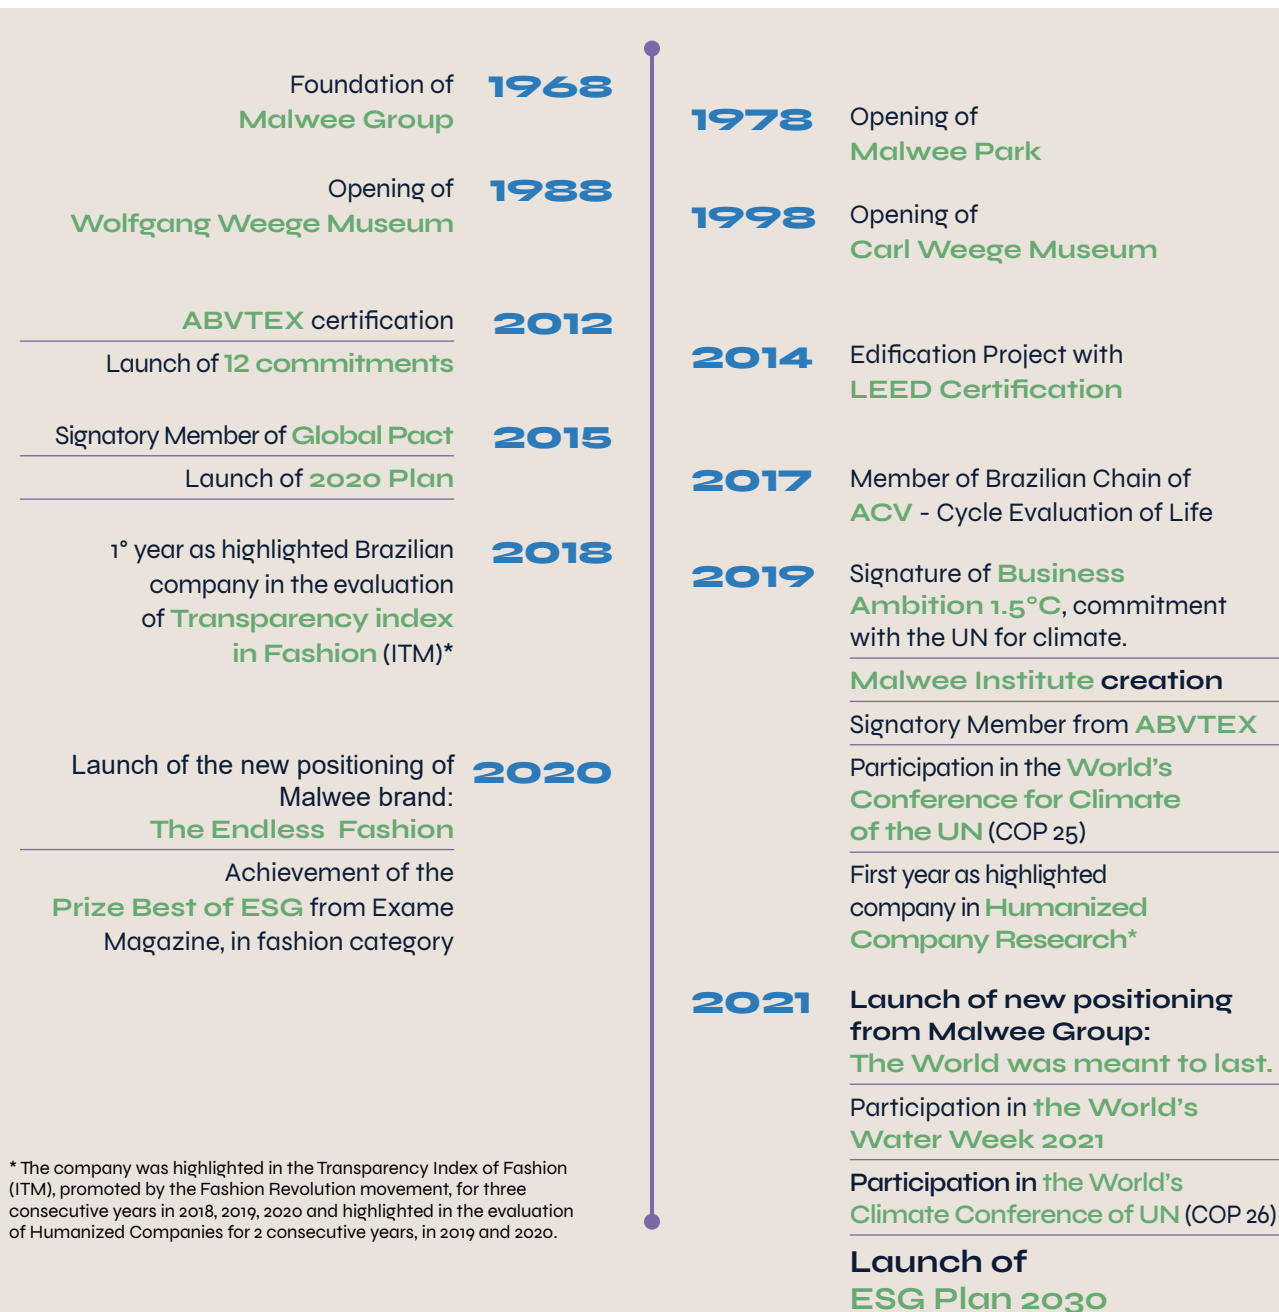 1968
Foundation of
Malwee Group
1978
Opening of
Malwee Park
1988
Opening of
Wolfgang Weege Museum
1998
Opening of
Carl Weege Museum
2012
ABVTEX certification
Launch of 12 commitments
2014
Edification Project with
LEED Certification
2015
Signatory Member of Global Pact
Launch of 2020 Plan
2017
Member of Brazilian Chain of
ACV - Cycle Evaluation of Life
2018
1° year as highlighted Brazilian
company in the evaluation
of Transparency index
in Fashion (ITM)*
2019
Signature of Business
Ambition 1.5°C, commitment
with the UN for climate.
Malwee Institute creation
Signatory Member from ABVTEX
Participation in the World's
Conference for Climate
of the UN (COP 25)
First year as highlighted
company in Humanized
Company Research*
2020
Launch of the new positioning of
Malwee brand:
The Endless Fashion
Achievement of the
Prize Best of ESG from Exame
Magazine, in fashion category
2021
Launch of new positioning
from Malwee Group:
The World was meant to last.
Participation in the World's
Water Week 2021
Participation in the World's
Climate Conference of UN (COP 26)
Launch of
ESG Plan 2030
* The company was highlighted in the Transparency Index of Fashion
(ITM), promoted by the Fashion Revolution movement, for three
consecutive years in 2018, 2019, 2020 and highlighted in the evaluation
of Humanized Companies for 2 consecutive years, in 2019 and 2020.